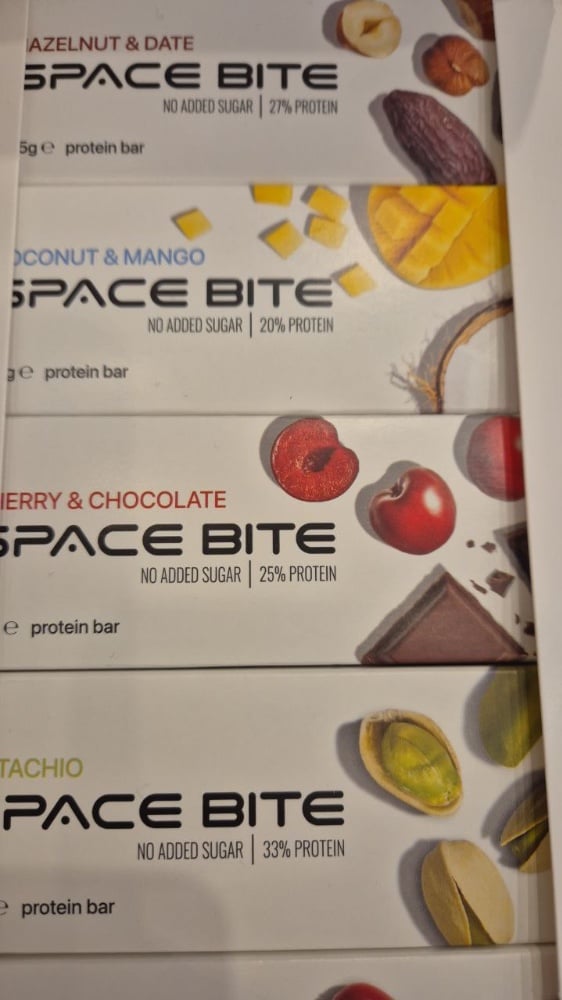 AZELNUT & DATE
SPACE BITE
NO ADDED SUGAR | 27% PROTEIN
5g ℮ protein bar
OCONUT & MANGO
SPACE BITE
NO ADDED SUGAR | 20% PROTEIN
g ℮ protein bar
IERRY & CHOCOLATE
SPACE BITE
NO ADDED SUGAR | 25% PROTEIN
℮ protein bar
TACHIO
PACE BITE
NO ADDED SUGAR | 33% PROTEIN
℮ protein bar